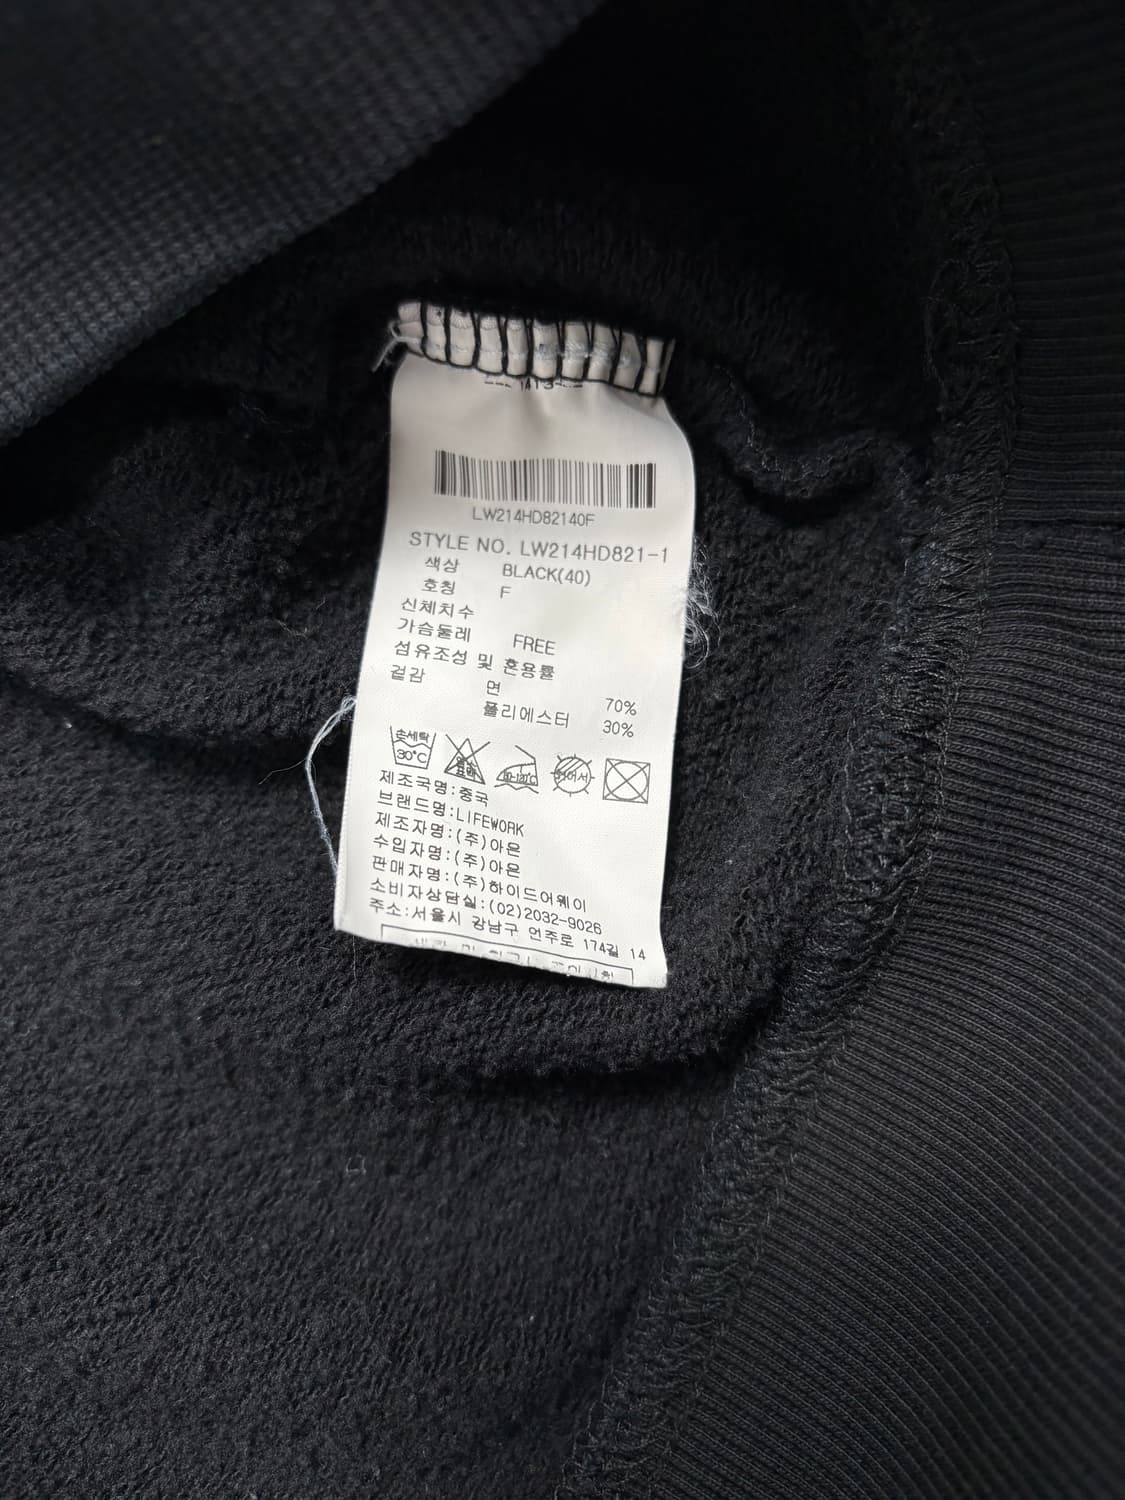 LW214HD82140F
STYLE NO. LW214HD821-1
색상 BLACK(40)
호칭 F
신체치수
가슴둘레 FREE
섬유조성 및 혼용률
겉감 면 70%
폴리에스터 30%
손세탁
30°C
제조국명:중국
브랜드명:LIFEWORK
제조자명:(주)아은
수입자명:(주)아은
판매자명:(주)하이드어웨이
소비자상담실:(02)2032-9026
주소:서울시 강남구 언주로 174길 14